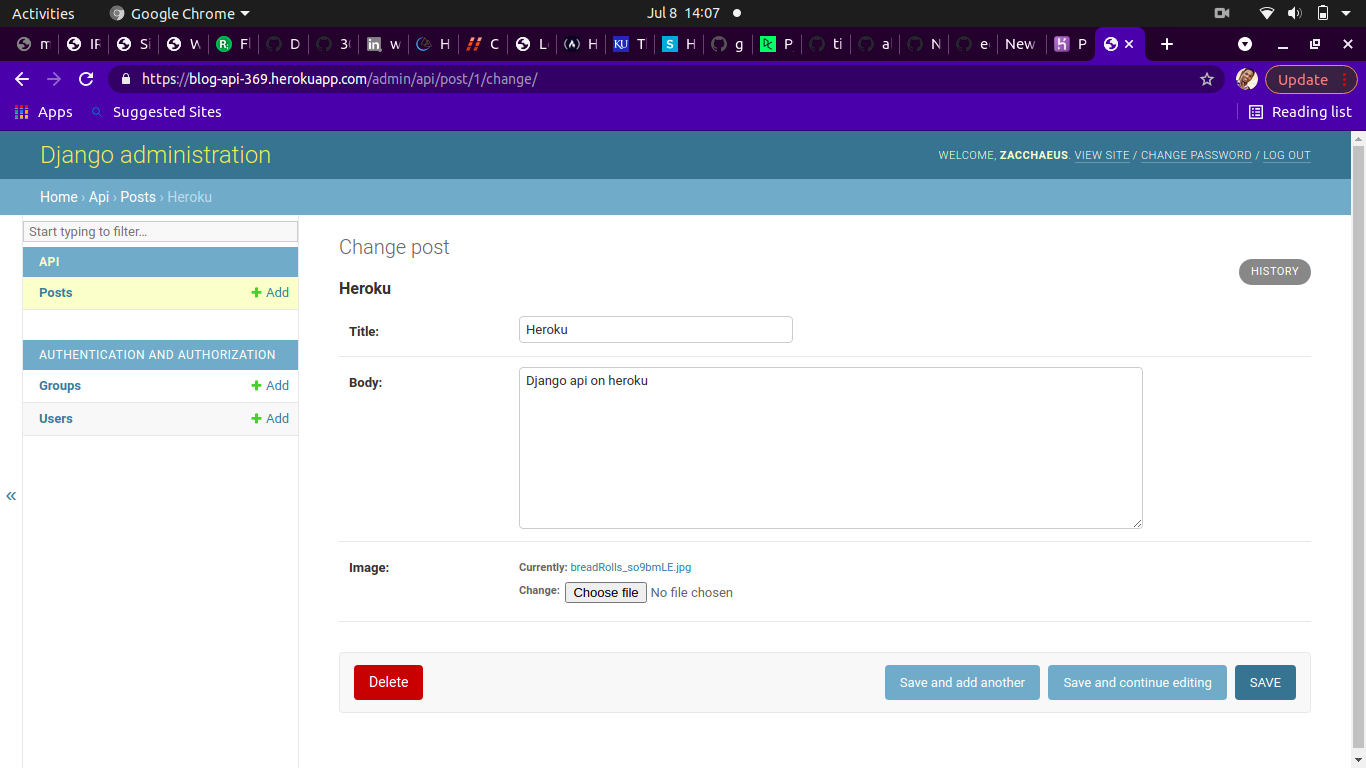 Activities Google Chrome Jul 8 14:07
m IR Si W Fl D 30 w H C L H Tl H g P ti a N e New P
https://blog-api-369.herokuapp.com/admin/api/post/1/change/ Update
Apps Suggested Sites Reading list
Django administration WELCOME, ZACCHAEUS. VIEW SITE / CHANGE PASSWORD / LOG OUT
Home › Api › Posts › Heroku
Start typing to filter...
API
Posts + Add
AUTHENTICATION AND AUTHORIZATION
Groups + Add
Users + Add
«
Change post
HISTORY
Heroku
Title: Heroku
Body: Django api on heroku
Image: Currently: breadRolls_so9bmLE.jpg
Change: Choose file No file chosen
Delete Save and add another Save and continue editing SAVE